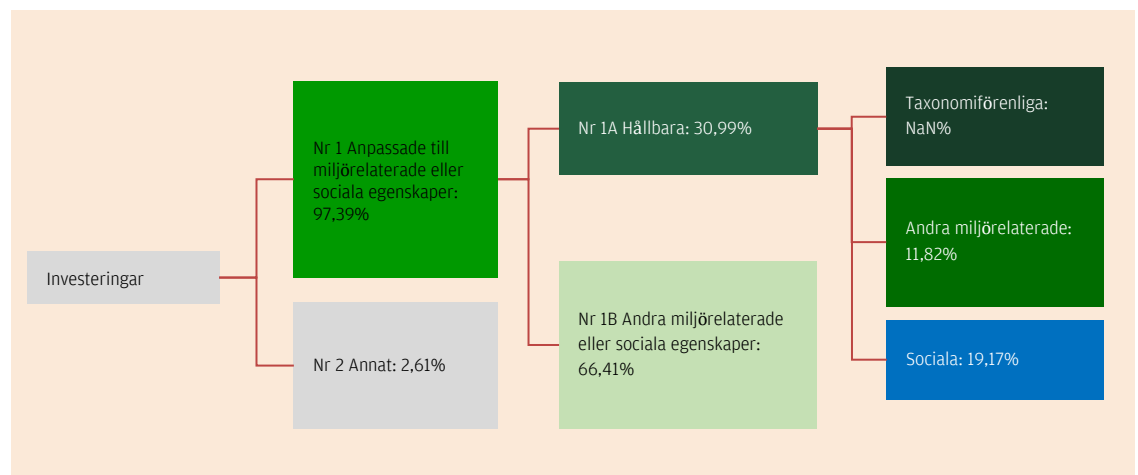 Investeringar
Nr 1 Anpassade till
miljörelaterade eller
sociala egenskaper:
97,39%
Nr 2 Annat: 2,61%
Nr 1A Hållbara: 30,99%
Nr 1B Andra miljörelaterade
eller sociala egenskaper:
66,41%
Taxonomiförenliga:
NaN%
Andra miljörelaterade:
11,82%
Sociala: 19,17%